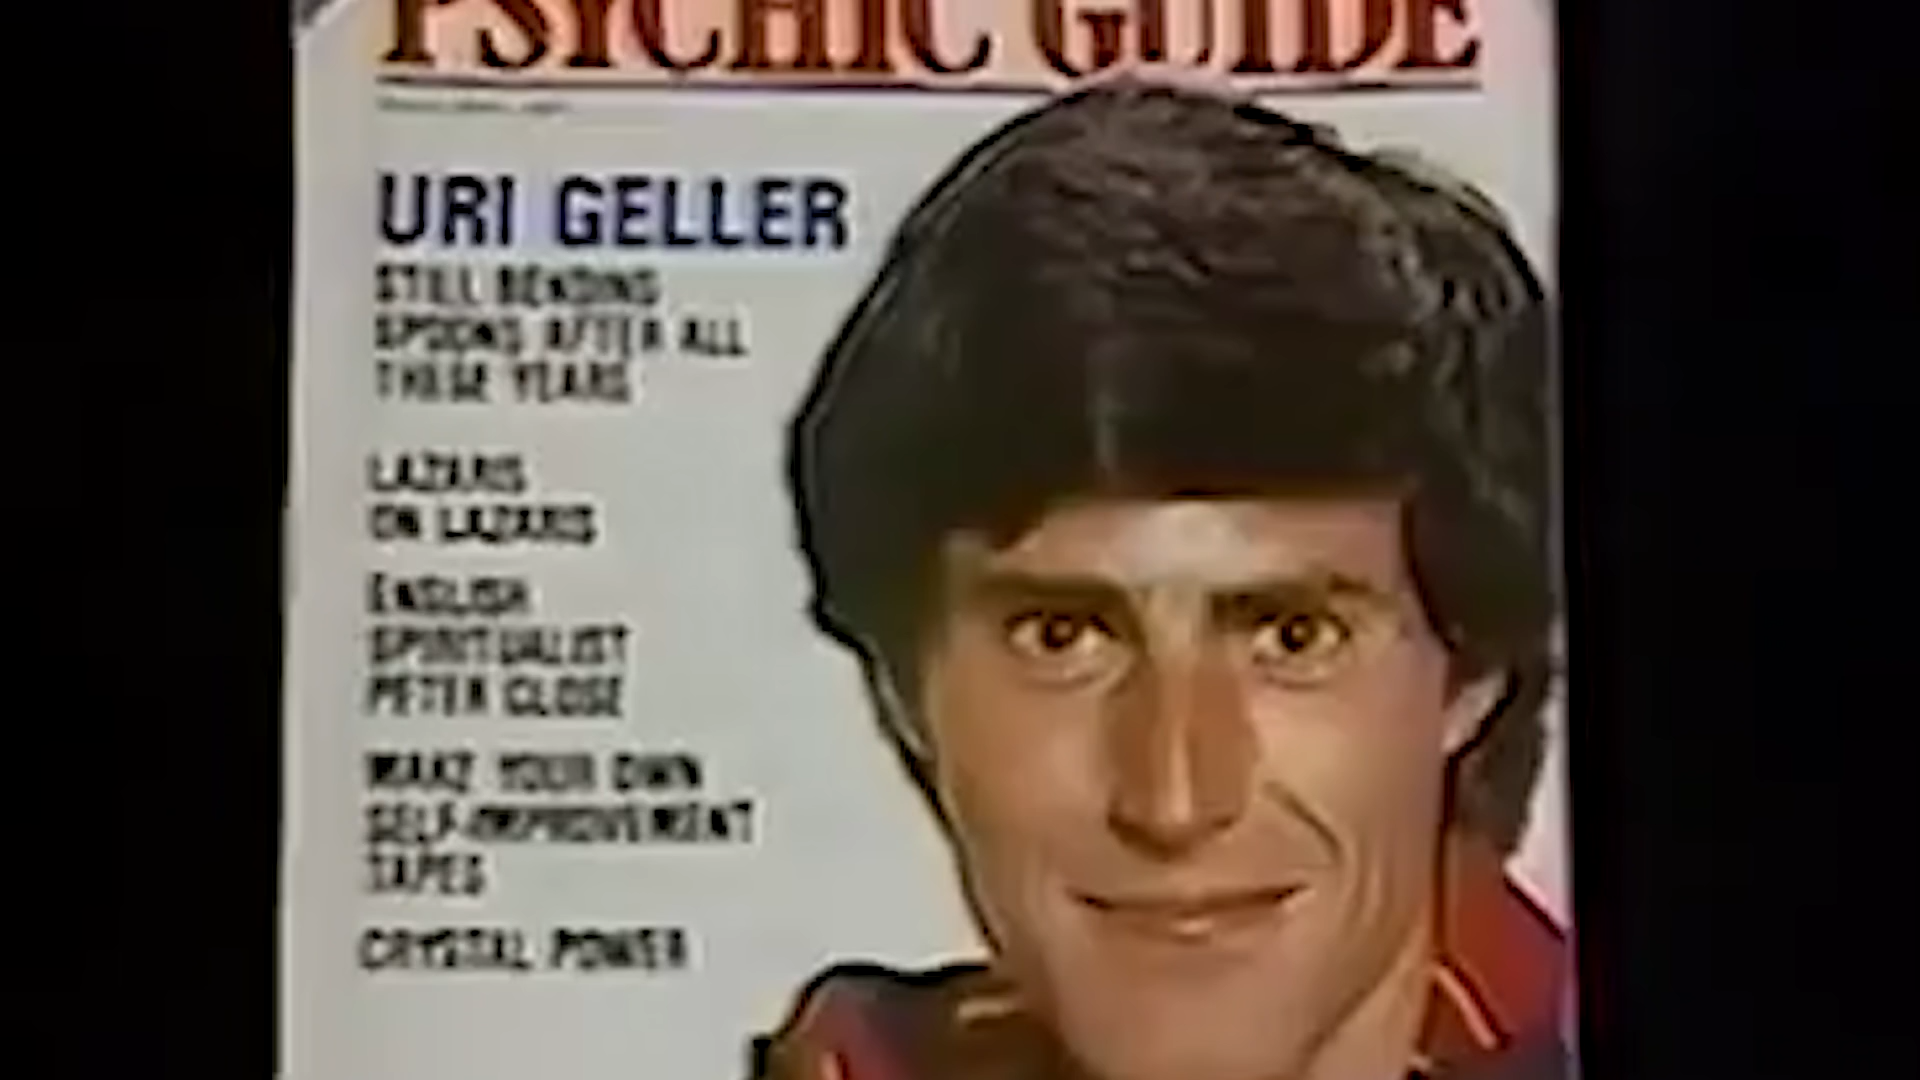 PSYCHIC GUIDE
URI GELLER
STILL BENDING
SPOONS AFTER ALL
THESE YEARS
LAZARIS
ON LAZARIS
ENGLISH
SPIRITUALIST
PETER CLOSE
MAKE YOUR OWN
SELF-IMPROVEMENT
TAPES
CRYSTAL POWER